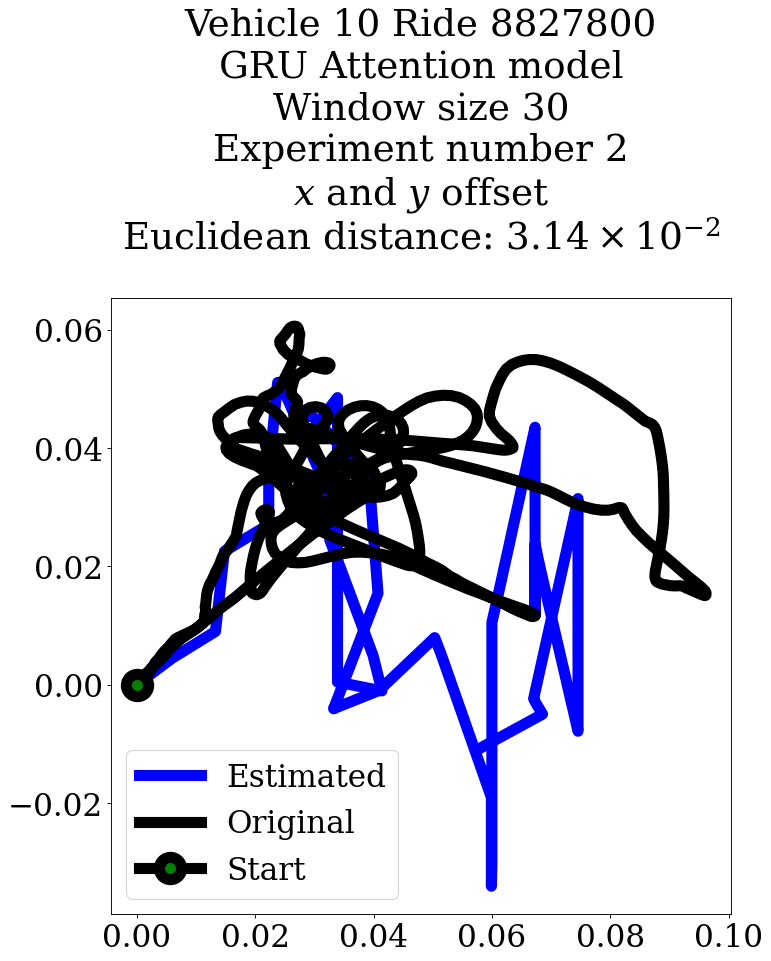 Vehicle 10 Ride 8827800
GRU Attention model
Window size 30
Experiment number 2
x and y offset
Euclidean distance: 3.14 × 10⁻²
0.06
0.04
0.02
0.00
−0.02
Estimated
Original
Start
0.00 0.02 0.04 0.06 0.08 0.10